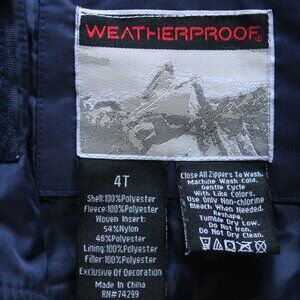 WEATHERPROOF
4T
Shell:100%Polyester
Fleece:100%Polyester
Woven Insert:
54%Nylon
46%Polyester
Lining:100%Polyester
Filler:100%Polyester
Exclusive Of Decoration
Made In China
RN#74299
Close All Zippers To Wash.
Machine Wash Cold,
Gentle Cycle
With Like Colors.
Use Only Non-Chlorine
Bleach When Needed.
Reshape,
Tumble Dry Low.
Do Not Iron.
Do Not Dry Clean.